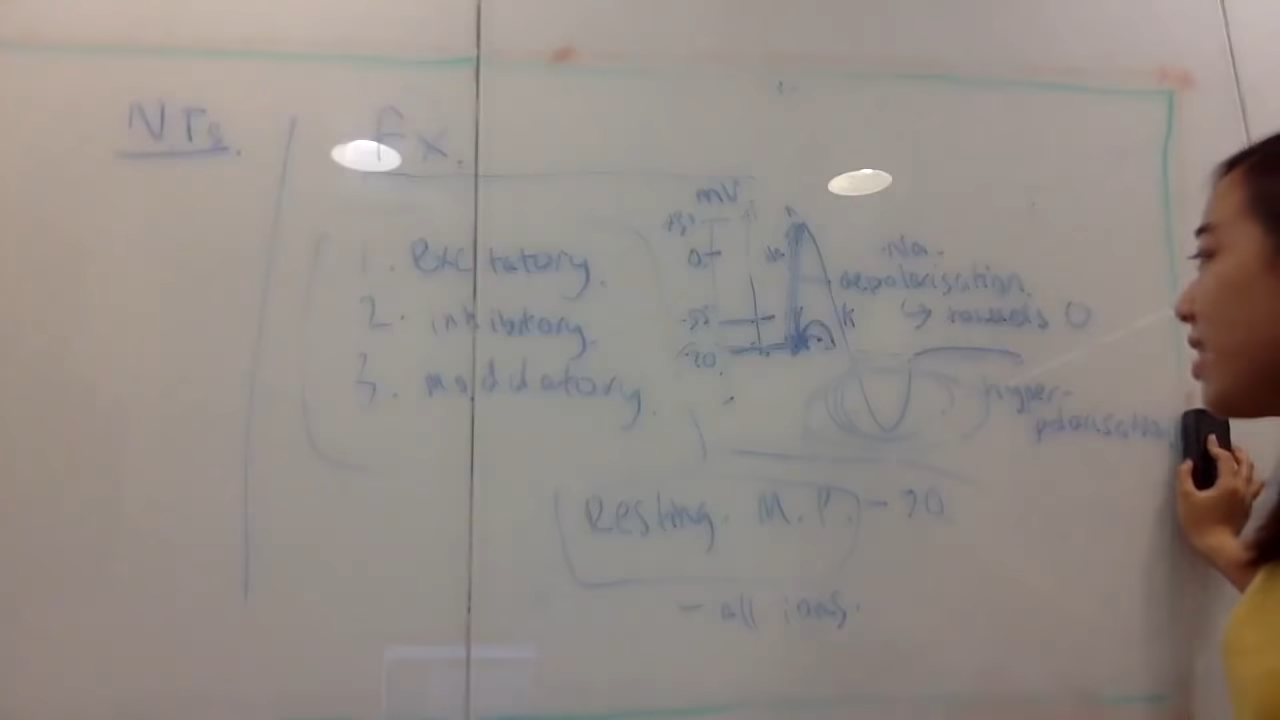 NTs.
Fx.
1. Excitatory.
2. inhibitory.
3. modulatory.
mV
0
-55
Na
K
Na.
depolarisation.
↳ towards 0
hyper-
polarisation
Resting. M.P. -70
- all ions.